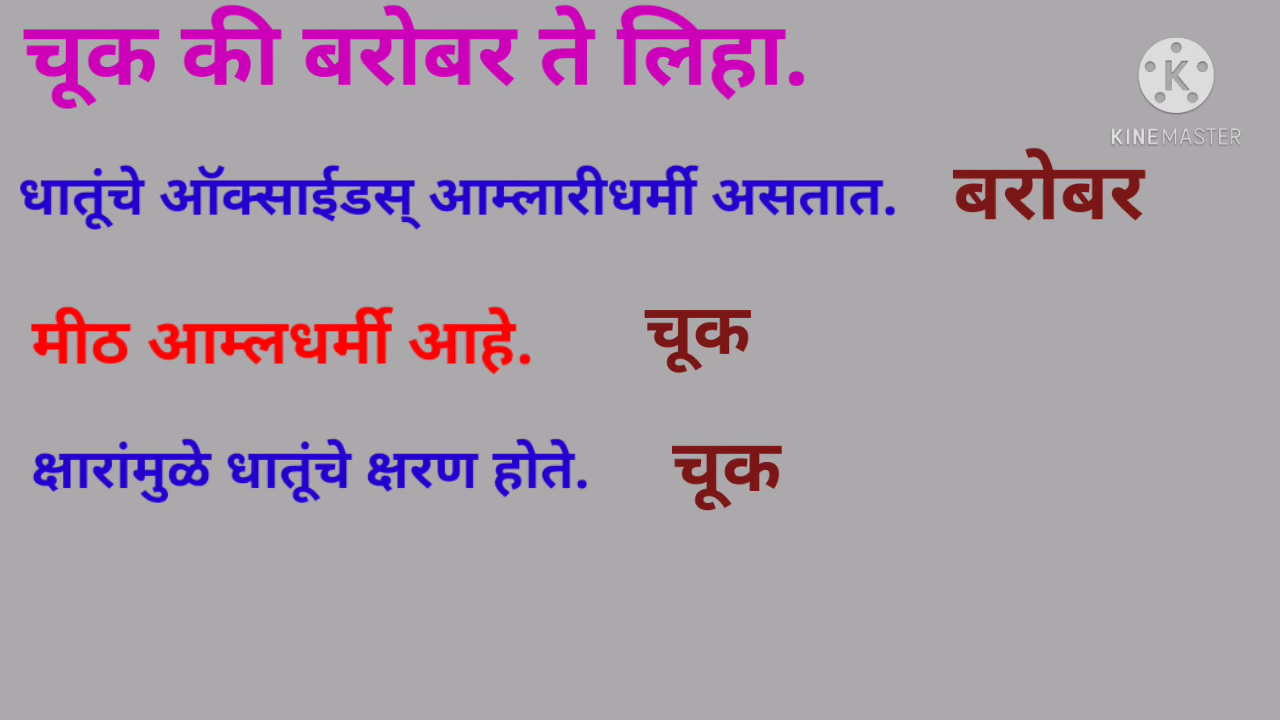 चूक की बरोबर ते लिहा.
KINEMASTER
धातूंचे ऑक्साईडस् आम्लारीधर्मी असतात. बरोबर
मीठ आम्लधर्मी आहे. चूक
क्षारांमुळे धातूंचे क्षरण होते. चूक